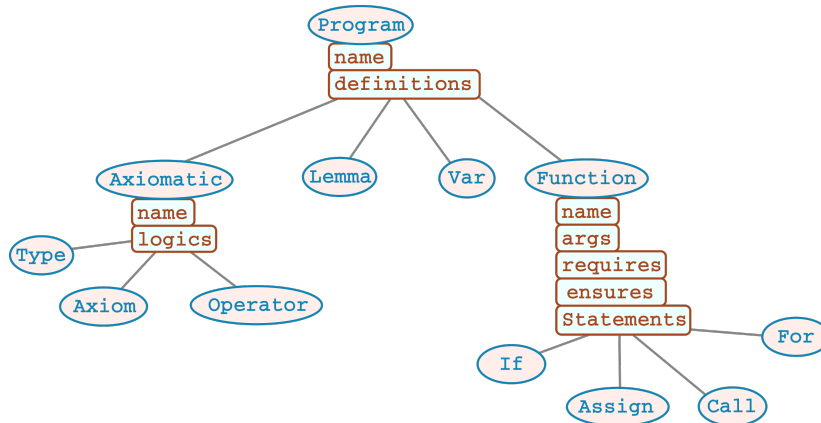 Program
name
definitions
Axiomatic
Lemma
Var
Function
name
logics
Type
Axiom
Operator
name
args
requires
ensures
Statements
If
Assign
Call
For